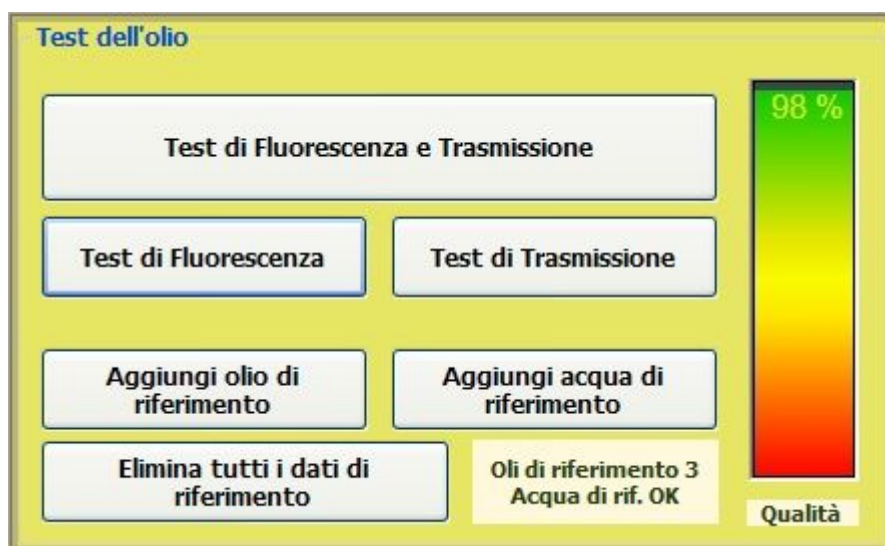 Test dell'olio
98 %
Test di Fluorescenza e Trasmissione
Test di Fluorescenza
Test di Trasmissione
Aggiungi olio di
riferimento
Aggiungi acqua di
riferimento
Elimina tutti i dati di
riferimento
Oli di riferimento 3
Acqua di rif. OK
Qualità